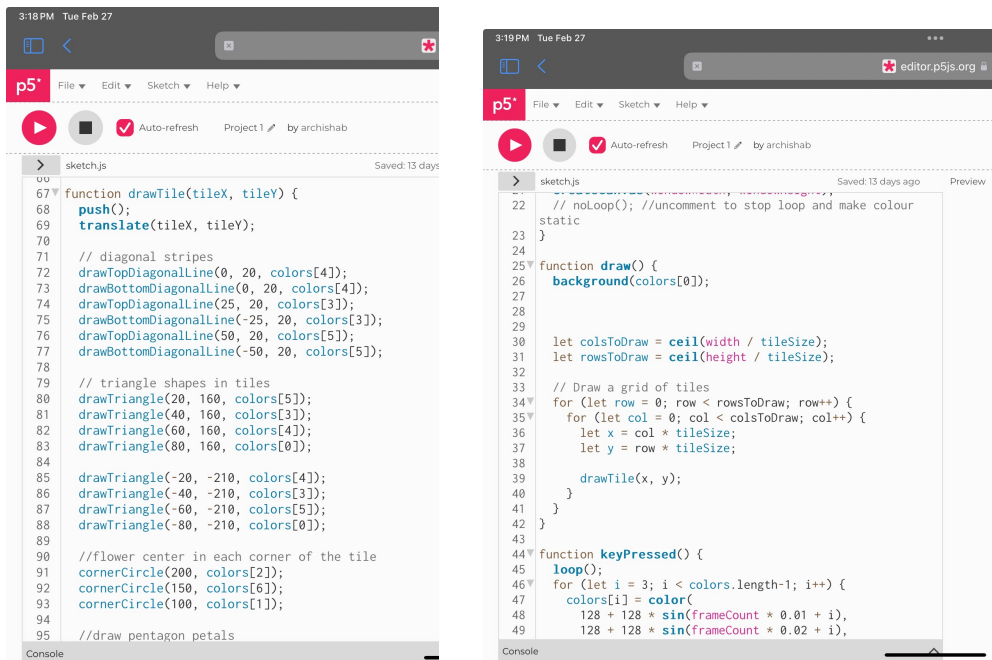 3:18 PM Tue Feb 27
p5* File Edit Sketch Help
Auto-refresh Project 1 by archishab
sketch.js Saved: 13 days
66
67 function drawTile(tileX, tileY) {
68 push();
69 translate(tileX, tileY);
70
71 // diagonal stripes
72 drawTopDiagonalLine(0, 20, colors[4]);
73 drawBottomDiagonalLine(0, 20, colors[4]);
74 drawTopDiagonalLine(25, 20, colors[3]);
75 drawBottomDiagonalLine(-25, 20, colors[3]);
76 drawTopDiagonalLine(50, 20, colors[5]);
77 drawBottomDiagonalLine(-50, 20, colors[5]);
78
79 // triangle shapes in tiles
80 drawTriangle(20, 160, colors[5]);
81 drawTriangle(40, 160, colors[3]);
82 drawTriangle(60, 160, colors[4]);
83 drawTriangle(80, 160, colors[0]);
84
85 drawTriangle(-20, -210, colors[4]);
86 drawTriangle(-40, -210, colors[3]);
87 drawTriangle(-60, -210, colors[5]);
88 drawTriangle(-80, -210, colors[0]);
89
90 //flower center in each corner of the tile
91 cornerCircle(200, colors[2]);
92 cornerCircle(150, colors[6]);
93 cornerCircle(100, colors[1]);
94
95 //draw pentagon petals
Console
3:19 PM Tue Feb 27
editor.p5js.org
p5* File Edit Sketch Help
Auto-refresh Project 1 by archishab
sketch.js Saved: 13 days ago Preview
22 // noLoop(); //uncomment to stop loop and make colour
static
23 }
24
25 function draw() {
26 background(colors[0]);
27
28
29
30 let colsToDraw = ceil(width / tileSize);
31 let rowsToDraw = ceil(height / tileSize);
32
33 // Draw a grid of tiles
34 for (let row = 0; row < rowsToDraw; row++) {
35 for (let col = 0; col < colsToDraw; col++) {
36 let x = col * tileSize;
37 let y = row * tileSize;
38
39 drawTile(x, y);
40 }
41 }
42 }
43
44 function keyPressed() {
45 loop();
46 for (let i = 3; i < colors.length-1; i++) {
47 colors[i] = color(
48 128 + 128 * sin(frameCount * 0.01 + i),
49 128 + 128 * sin(frameCount * 0.02 + i),
Console